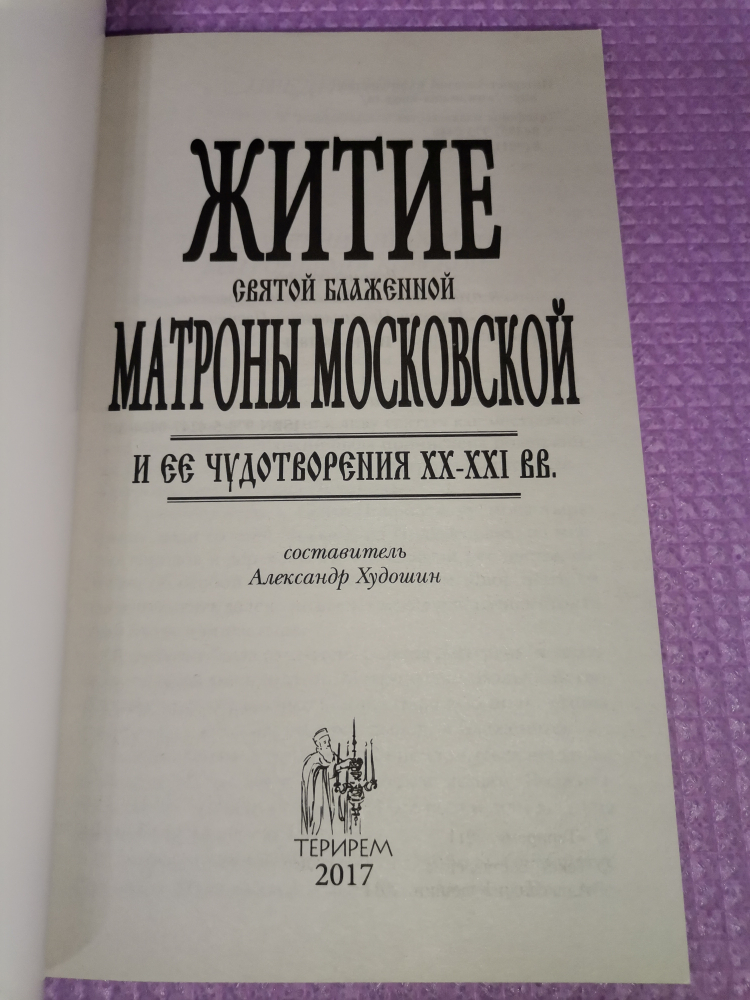 ЖИТИЕ
СВЯТОЙ БЛАЖЕННОЙ
МАТРОНЫ МОСКОВСКОЙ
И ЕЕ ЧУДОТВОРЕНИЯ XX-XXI ВВ.
составитель
Александр Худошин
ТЕРИРЕМ
2017